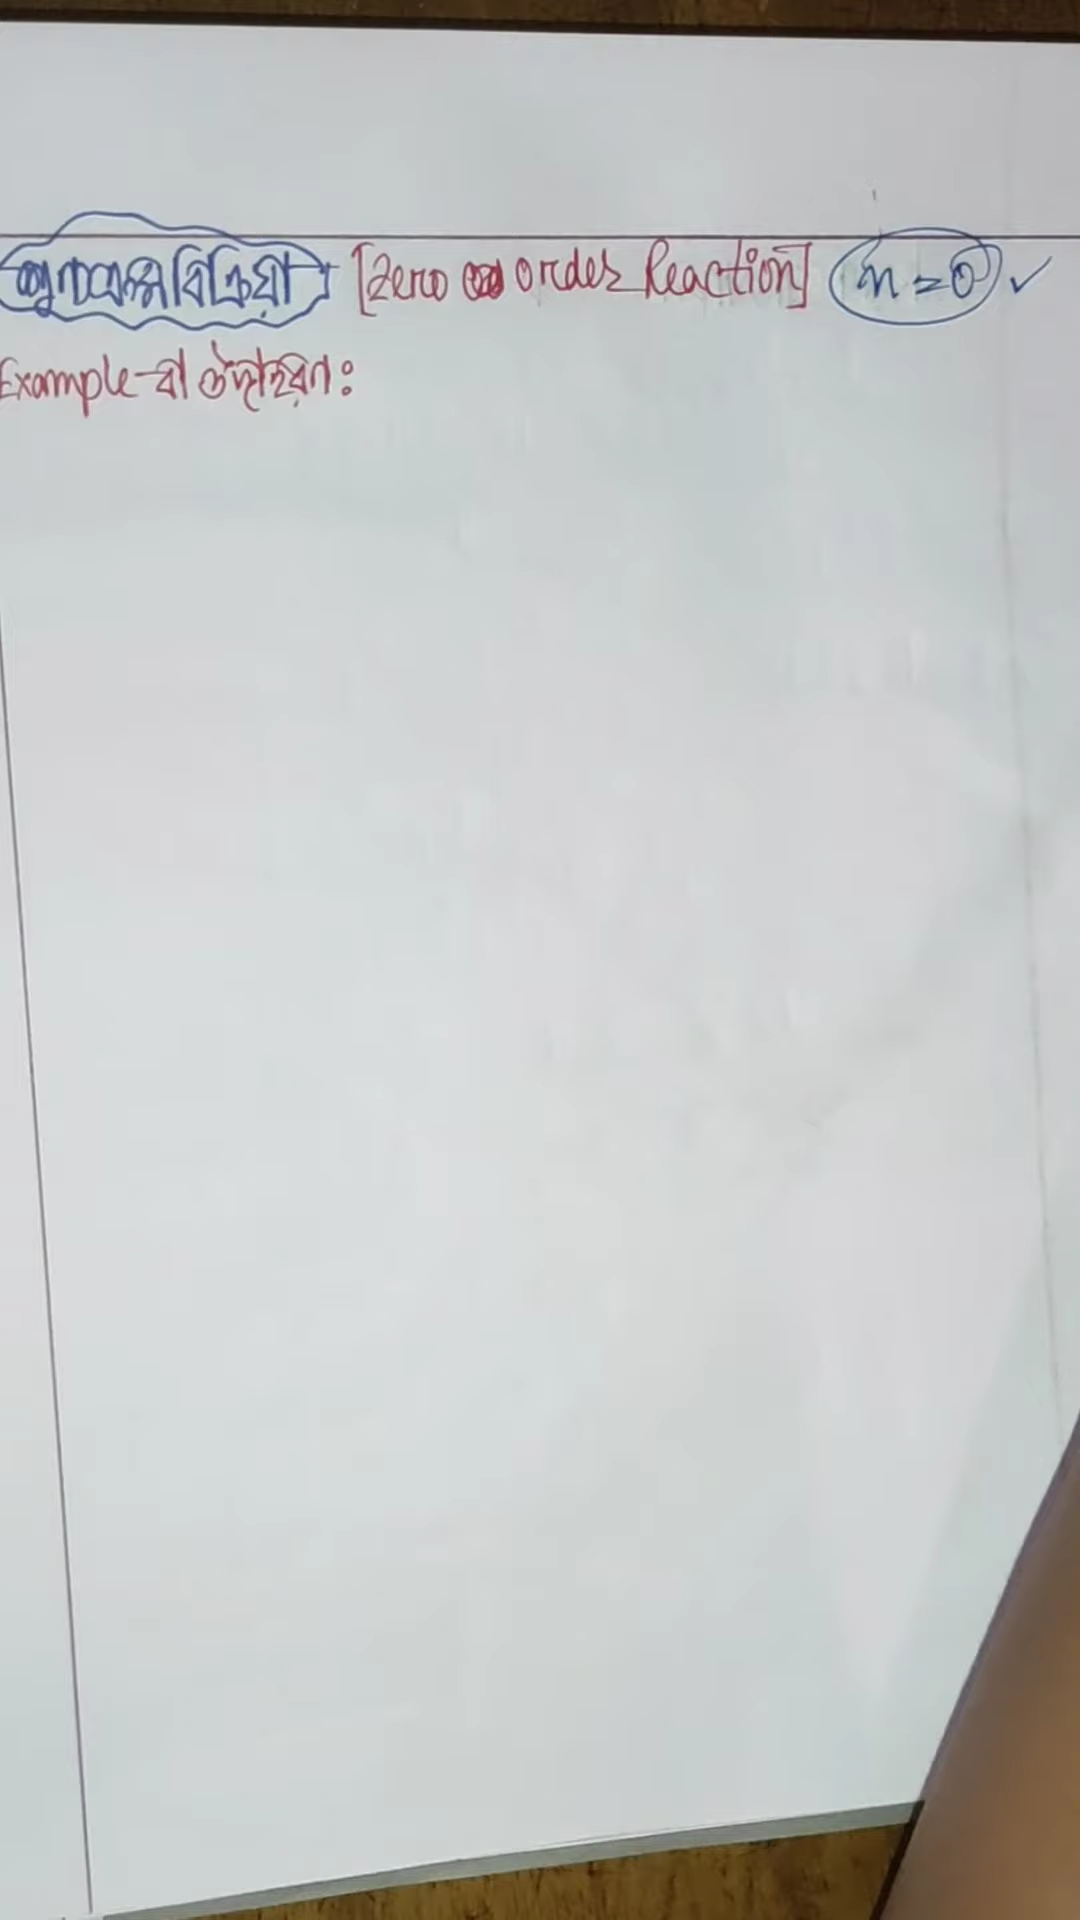 শূন্যক্রম বিক্রিয়া [Zero order Reaction] n = 0 ✓
Example বা উদাহরণ :